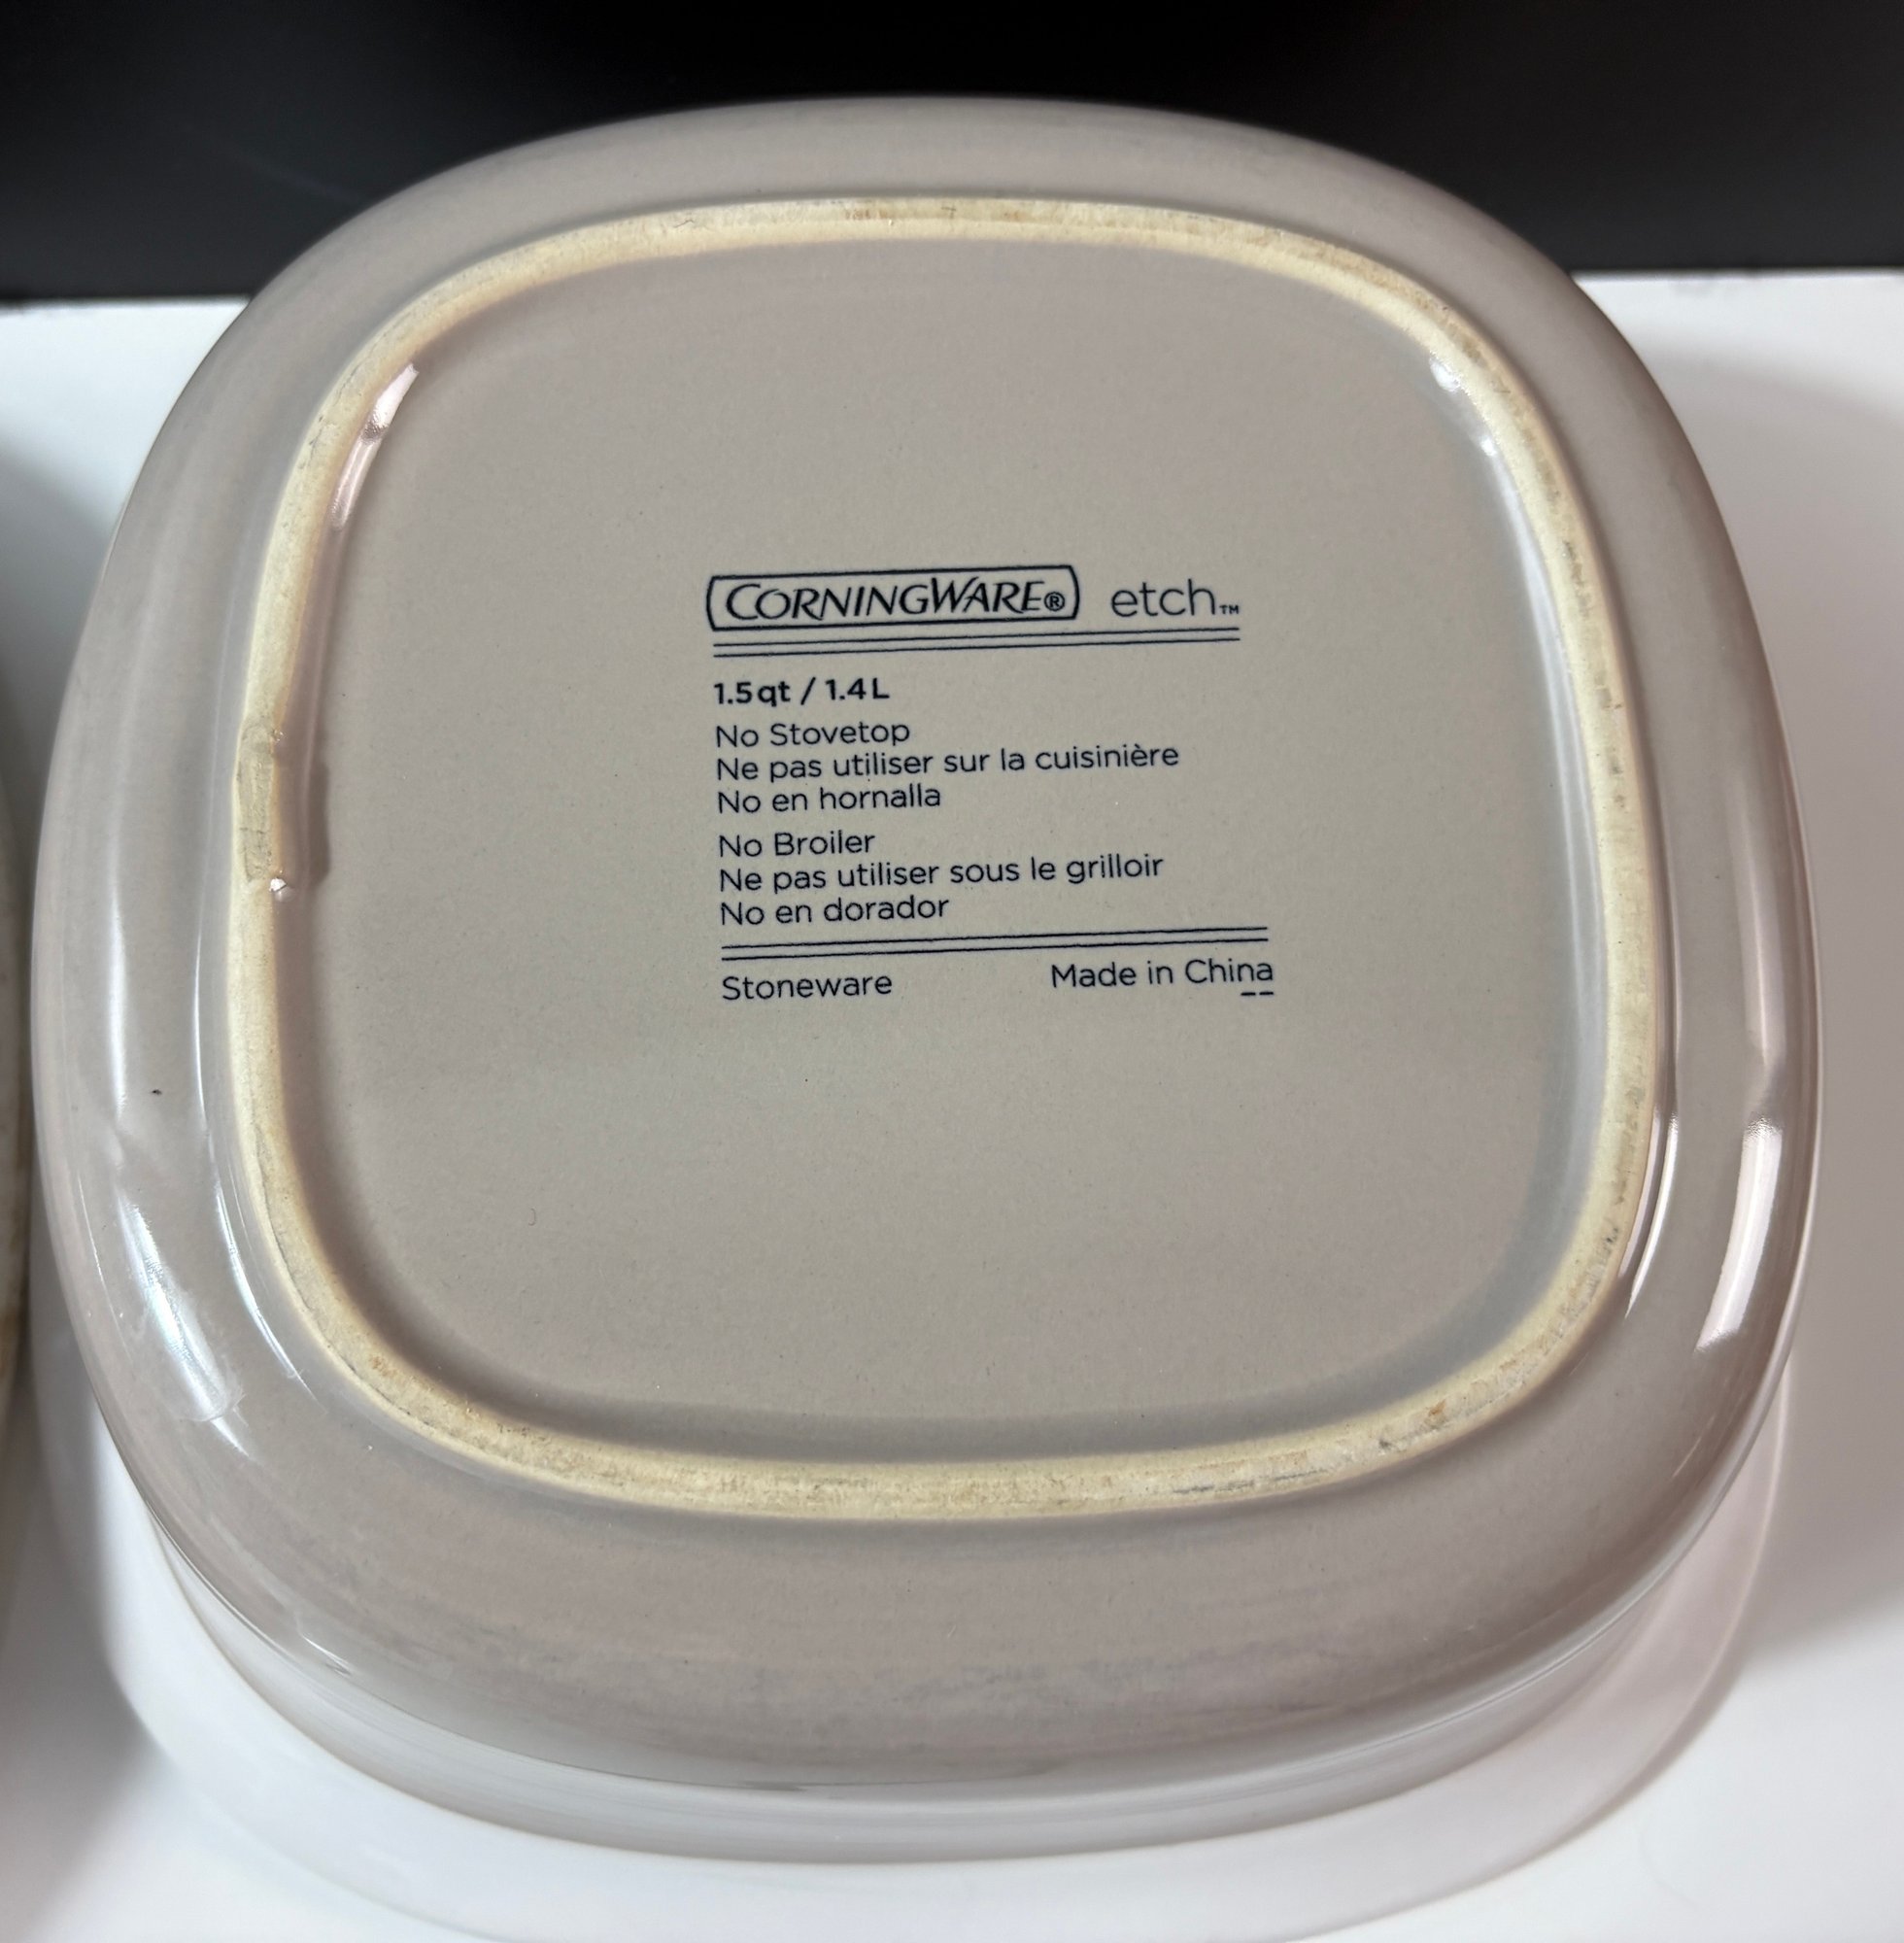 CORNINGWARE® etch™
1.5qt / 1.4L
No Stovetop
Ne pas utiliser sur la cuisinière
No en hornalla
No Broiler
Ne pas utiliser sous le grilloir
No en dorador
Stoneware Made in China